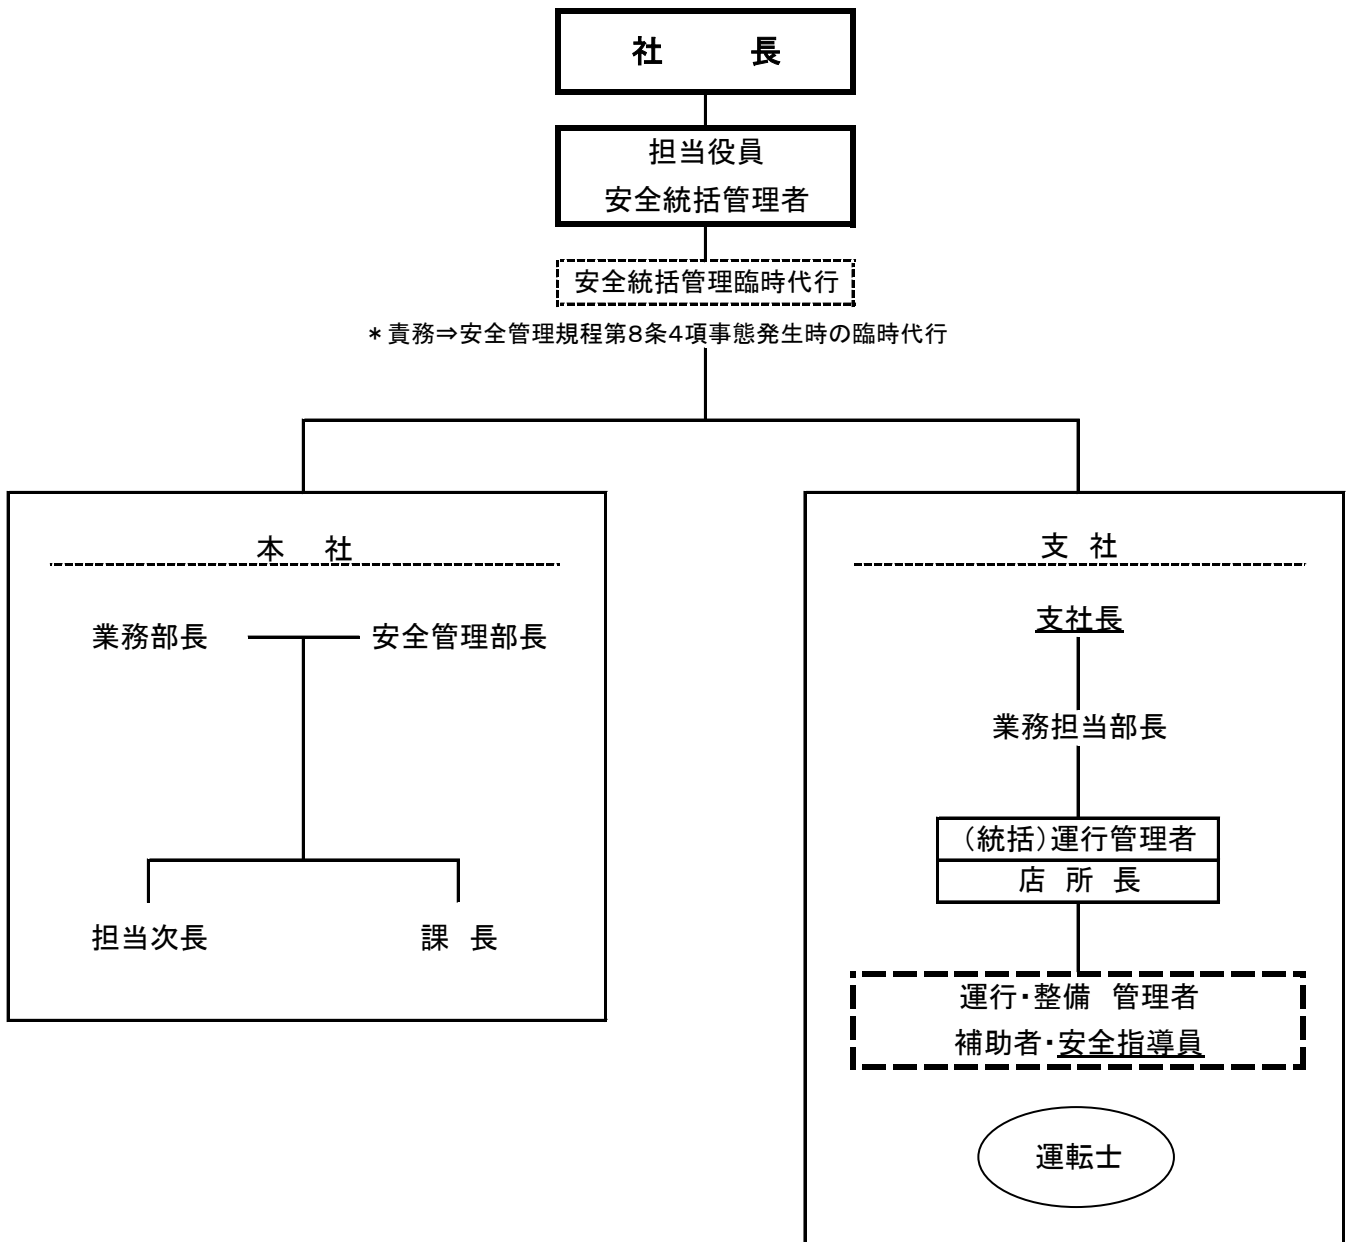 社　　　長
担当役員
安全統括管理者
安全統括管理臨時代行
＊責務⇒安全管理規程第8条4項事態発生時の臨時代行
本　社
業務部長
安全管理部長
担当次長
課　長
支　社
支社長
業務担当部長
（統括）運行管理者
店　所　長
運行・整備　管理者
補助者・安全指導員
運転士